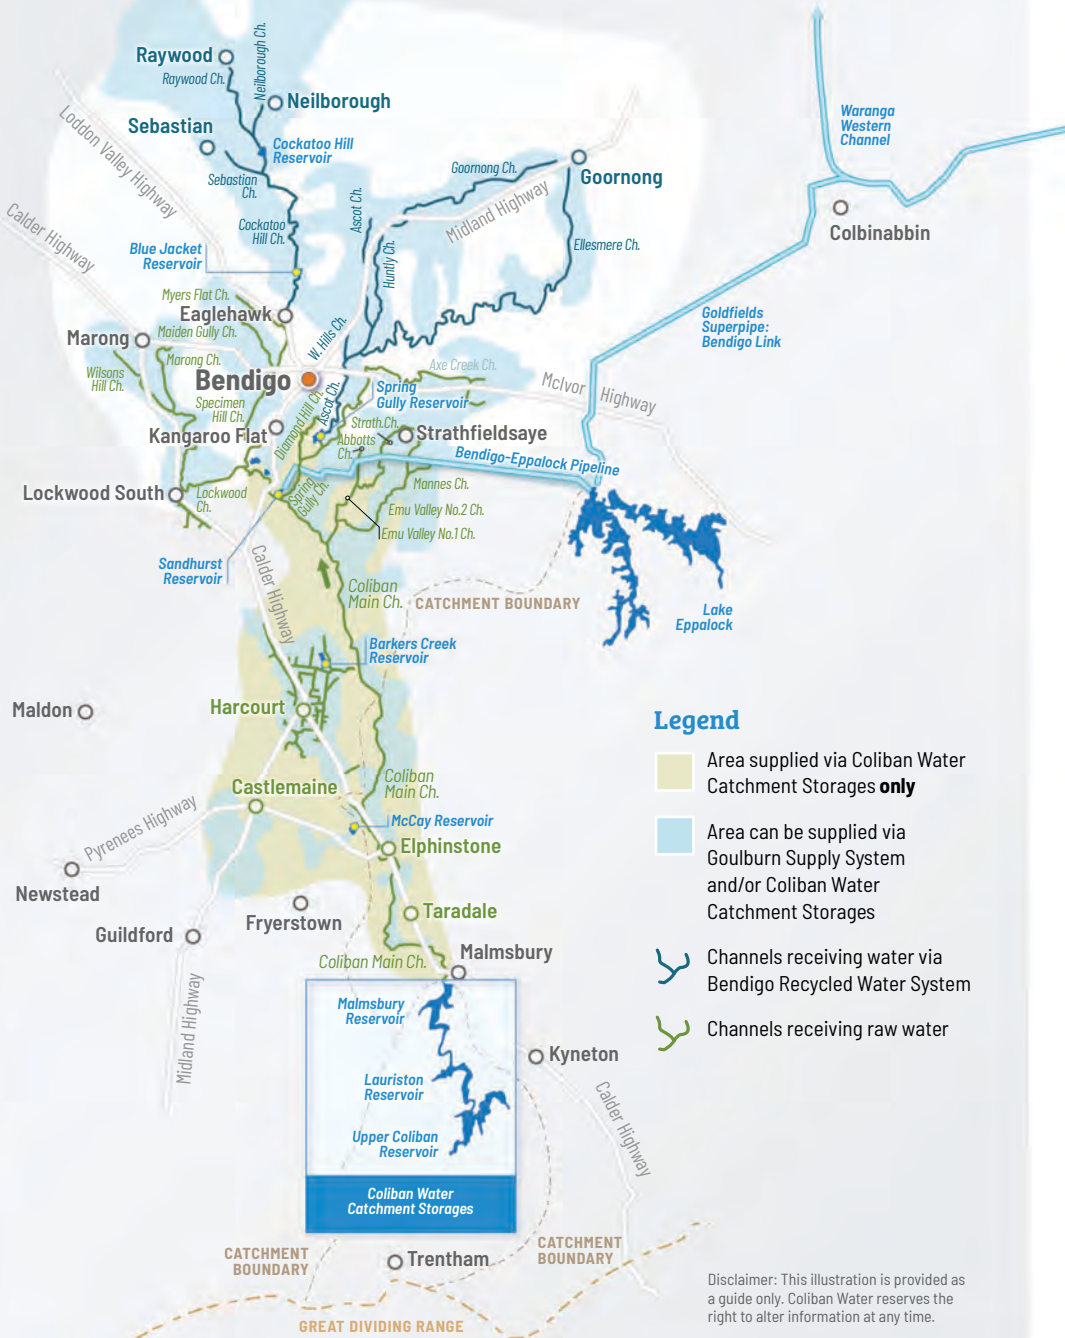 Raywood
Raywood Ch.
Neilborough Ch.
Neilborough
Sebastian
Cockatoo Hill
Reservoir
Sebastian
Ch.
Loddon Valley Highway
Calder Highway
Cockatoo
Hill Ch.
Blue Jacket
Reservoir
Ascot Ch.
Huntly Ch.
Goornong Ch.
Goornong
Midland Highway
Ellesmere Ch.
Waranga
Western
Channel
Colbinabbin
Goldfields
Superpipe:
Bendigo Link
Myers Flat Ch.
Eaglehawk
Marong
Maiden Gully Ch.
W. Hills Ch.
Marong Ch.
Wilsons
Hill Ch.
Bendigo
Axe Creek Ch.
McIvor Highway
Spring
Gully Reservoir
Specimen
Hill Ch.
Diamond Hill Ch.
Ascot Ch.
Kangaroo Flat
Strath.Ch.
Abbotts
Ch.
Strathfieldsaye
Bendigo-Eppalock Pipeline
Lockwood South
Lockwood
Ch.
Spring
Gully Ch.
Mannes Ch.
Emu Valley No.2 Ch.
Emu Valley No.1 Ch.
Sandhurst
Reservoir
Calder Highway
Coliban
Main Ch.
CATCHMENT BOUNDARY
Lake
Eppalock
Barkers Creek
Reservoir
Maldon
Harcourt
Castlemaine
Coliban
Main Ch.
McCay Reservoir
Pyrenees Highway
Elphinstone
Newstead
Fryerstown
Taradale
Guildford
Coliban Main Ch.
Malmsbury
Midland Highway
Malmsbury
Reservoir
Kyneton
Lauriston
Reservoir
Calder Highway
Upper Coliban
Reservoir
Coliban Water
Catchment Storages
CATCHMENT
BOUNDARY
Trentham
CATCHMENT
BOUNDARY
GREAT DIVIDING RANGE
Legend
Area supplied via Coliban Water
Catchment Storages only
Area can be supplied via
Goulburn Supply System
and/or Coliban Water
Catchment Storages
Channels receiving water via
Bendigo Recycled Water System
Channels receiving raw water
Disclaimer: This illustration is provided as
a guide only. Coliban Water reserves the
right to alter information at any time.